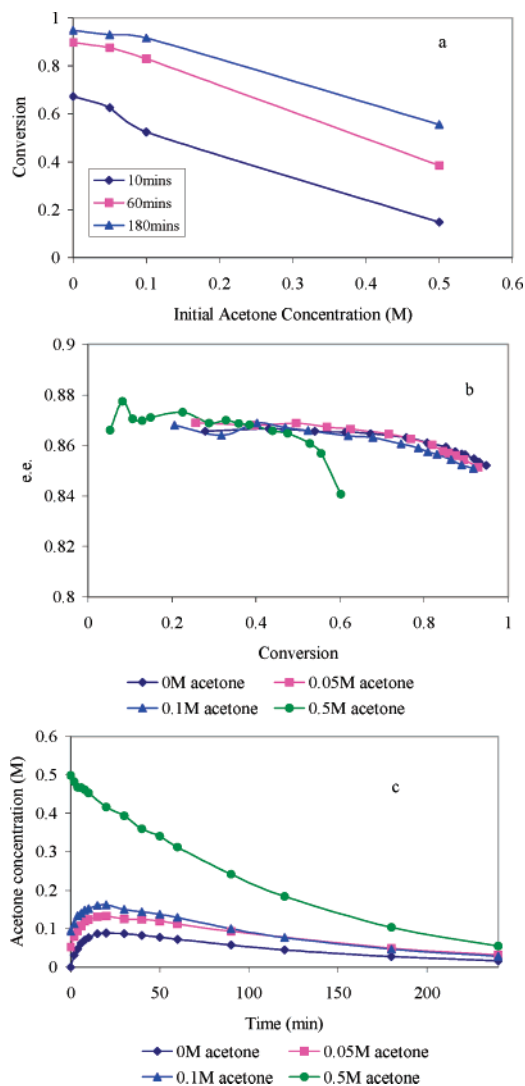 1
a
0.8
0.6
0.4
0.2
0
Conversion
10mins
60mins
180mins
0 0.1 0.2 0.3 0.4 0.5 0.6
Initial Acetone Concentration (M)
0.9
b
0.88
0.86
0.84
0.82
0.8
e.e.
0 0.2 0.4 0.6 0.8 1
Conversion
0M acetone 0.05M acetone
0.1M acetone 0.5M acetone
0.6
c
0.5
0.4
0.3
0.2
0.1
0
Acetone concentration (M)
0 50 100 150 200
Time (min)
0M acetone 0.05M acetone
0.1M acetone 0.5M acetone